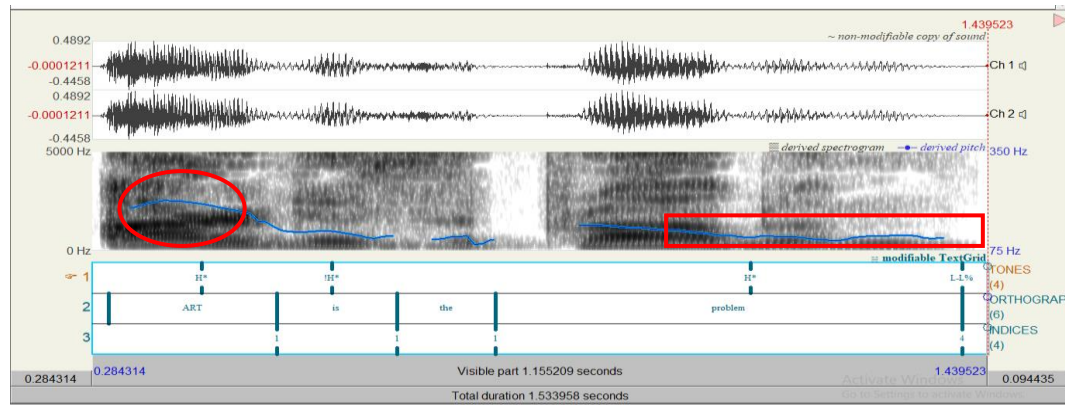 1.439523
~ non-modifiable copy of sound
0.4892
-0.0001211
-0.4458
Ch 1
0.4892
-0.0001211
-0.4458
Ch 2
5000 Hz
derived spectrogram derived pitch
350 Hz
0 Hz
75 Hz
modifiable TextGrid
1 H* !H* H* L-L% TONES
(4)
2 ART is the problem ORTHOGRAP
(6)
3 1 1 1 4 INDICES
(4)
0.284314 0.284314 Visible part 1.155209 seconds 1.439523 0.094435
Total duration 1.533958 seconds
Activate Windows
Go to Settings to activate Windows.